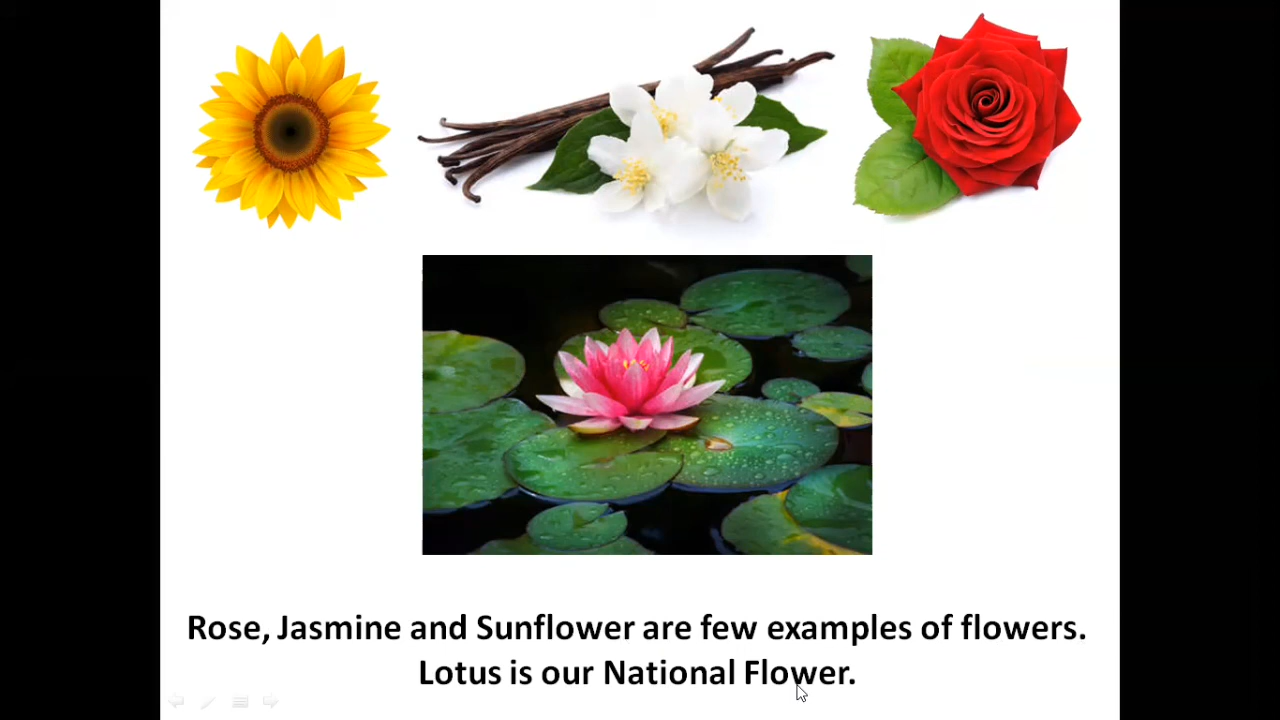 Rose, Jasmine and Sunflower are few examples of flowers.
Lotus is our National Flower.